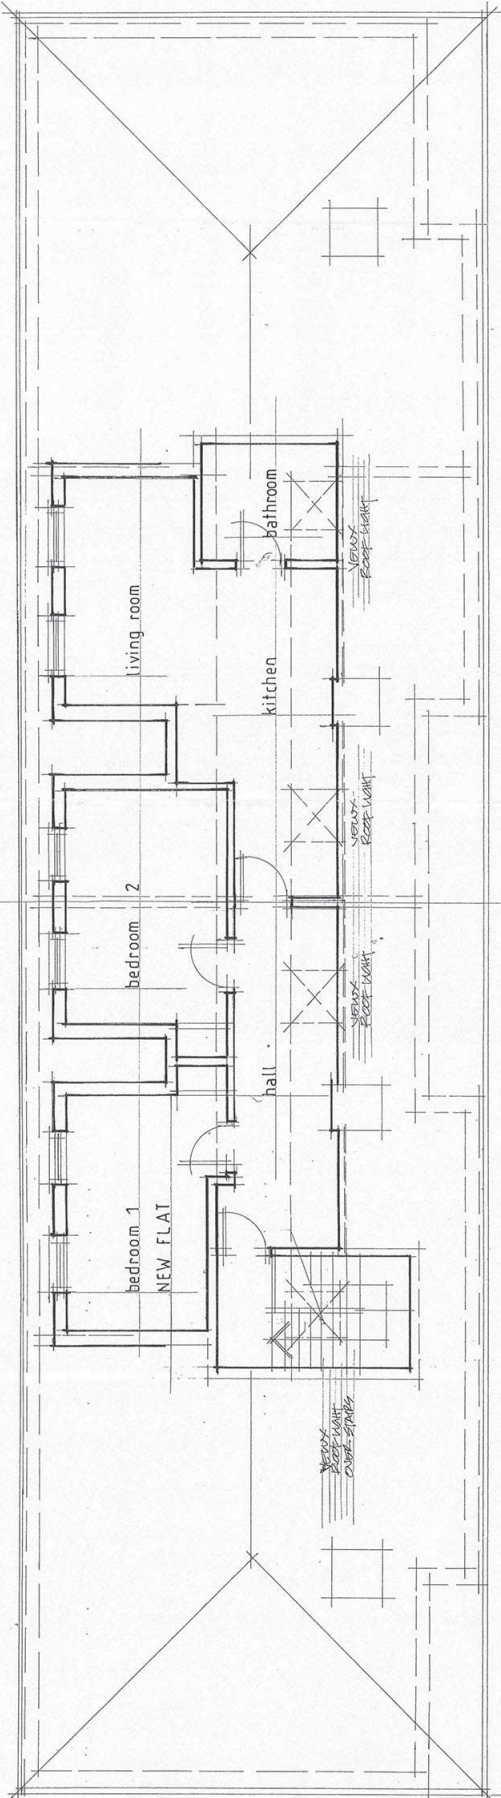 bathroom
VELUX
ROOF LIGHT
living room
kitchen
VELUX
ROOF LIGHT
bedroom 2
VELUX
ROOF LIGHT
hall
bedroom 1
NEW FLAT
VELUX
ROOF LIGHT
OVER STAIRS